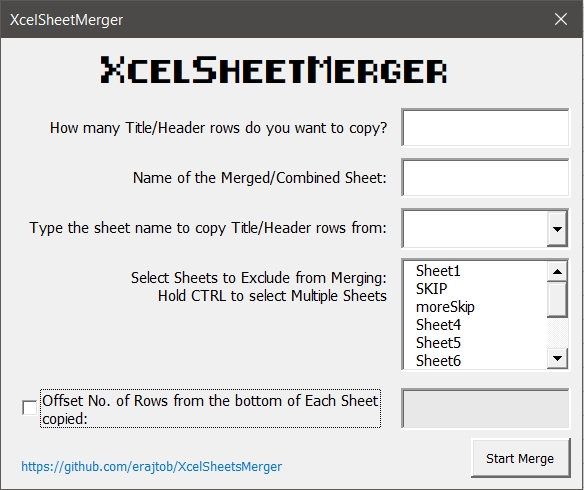 XcelSheetMerger
XCELSHEETMERGER
How many Title/Header rows do you want to copy?
Name of the Merged/Combined Sheet:
Type the sheet name to copy Title/Header rows from:
Select Sheets to Exclude from Merging:
Hold CTRL to select Multiple Sheets
Sheet1
SKIP
moreSkip
Sheet4
Sheet5
Sheet6
Offset No. of Rows from the bottom of Each Sheet
copied:
https://github.com/erajtob/XcelSheetsMerger
Start Merge